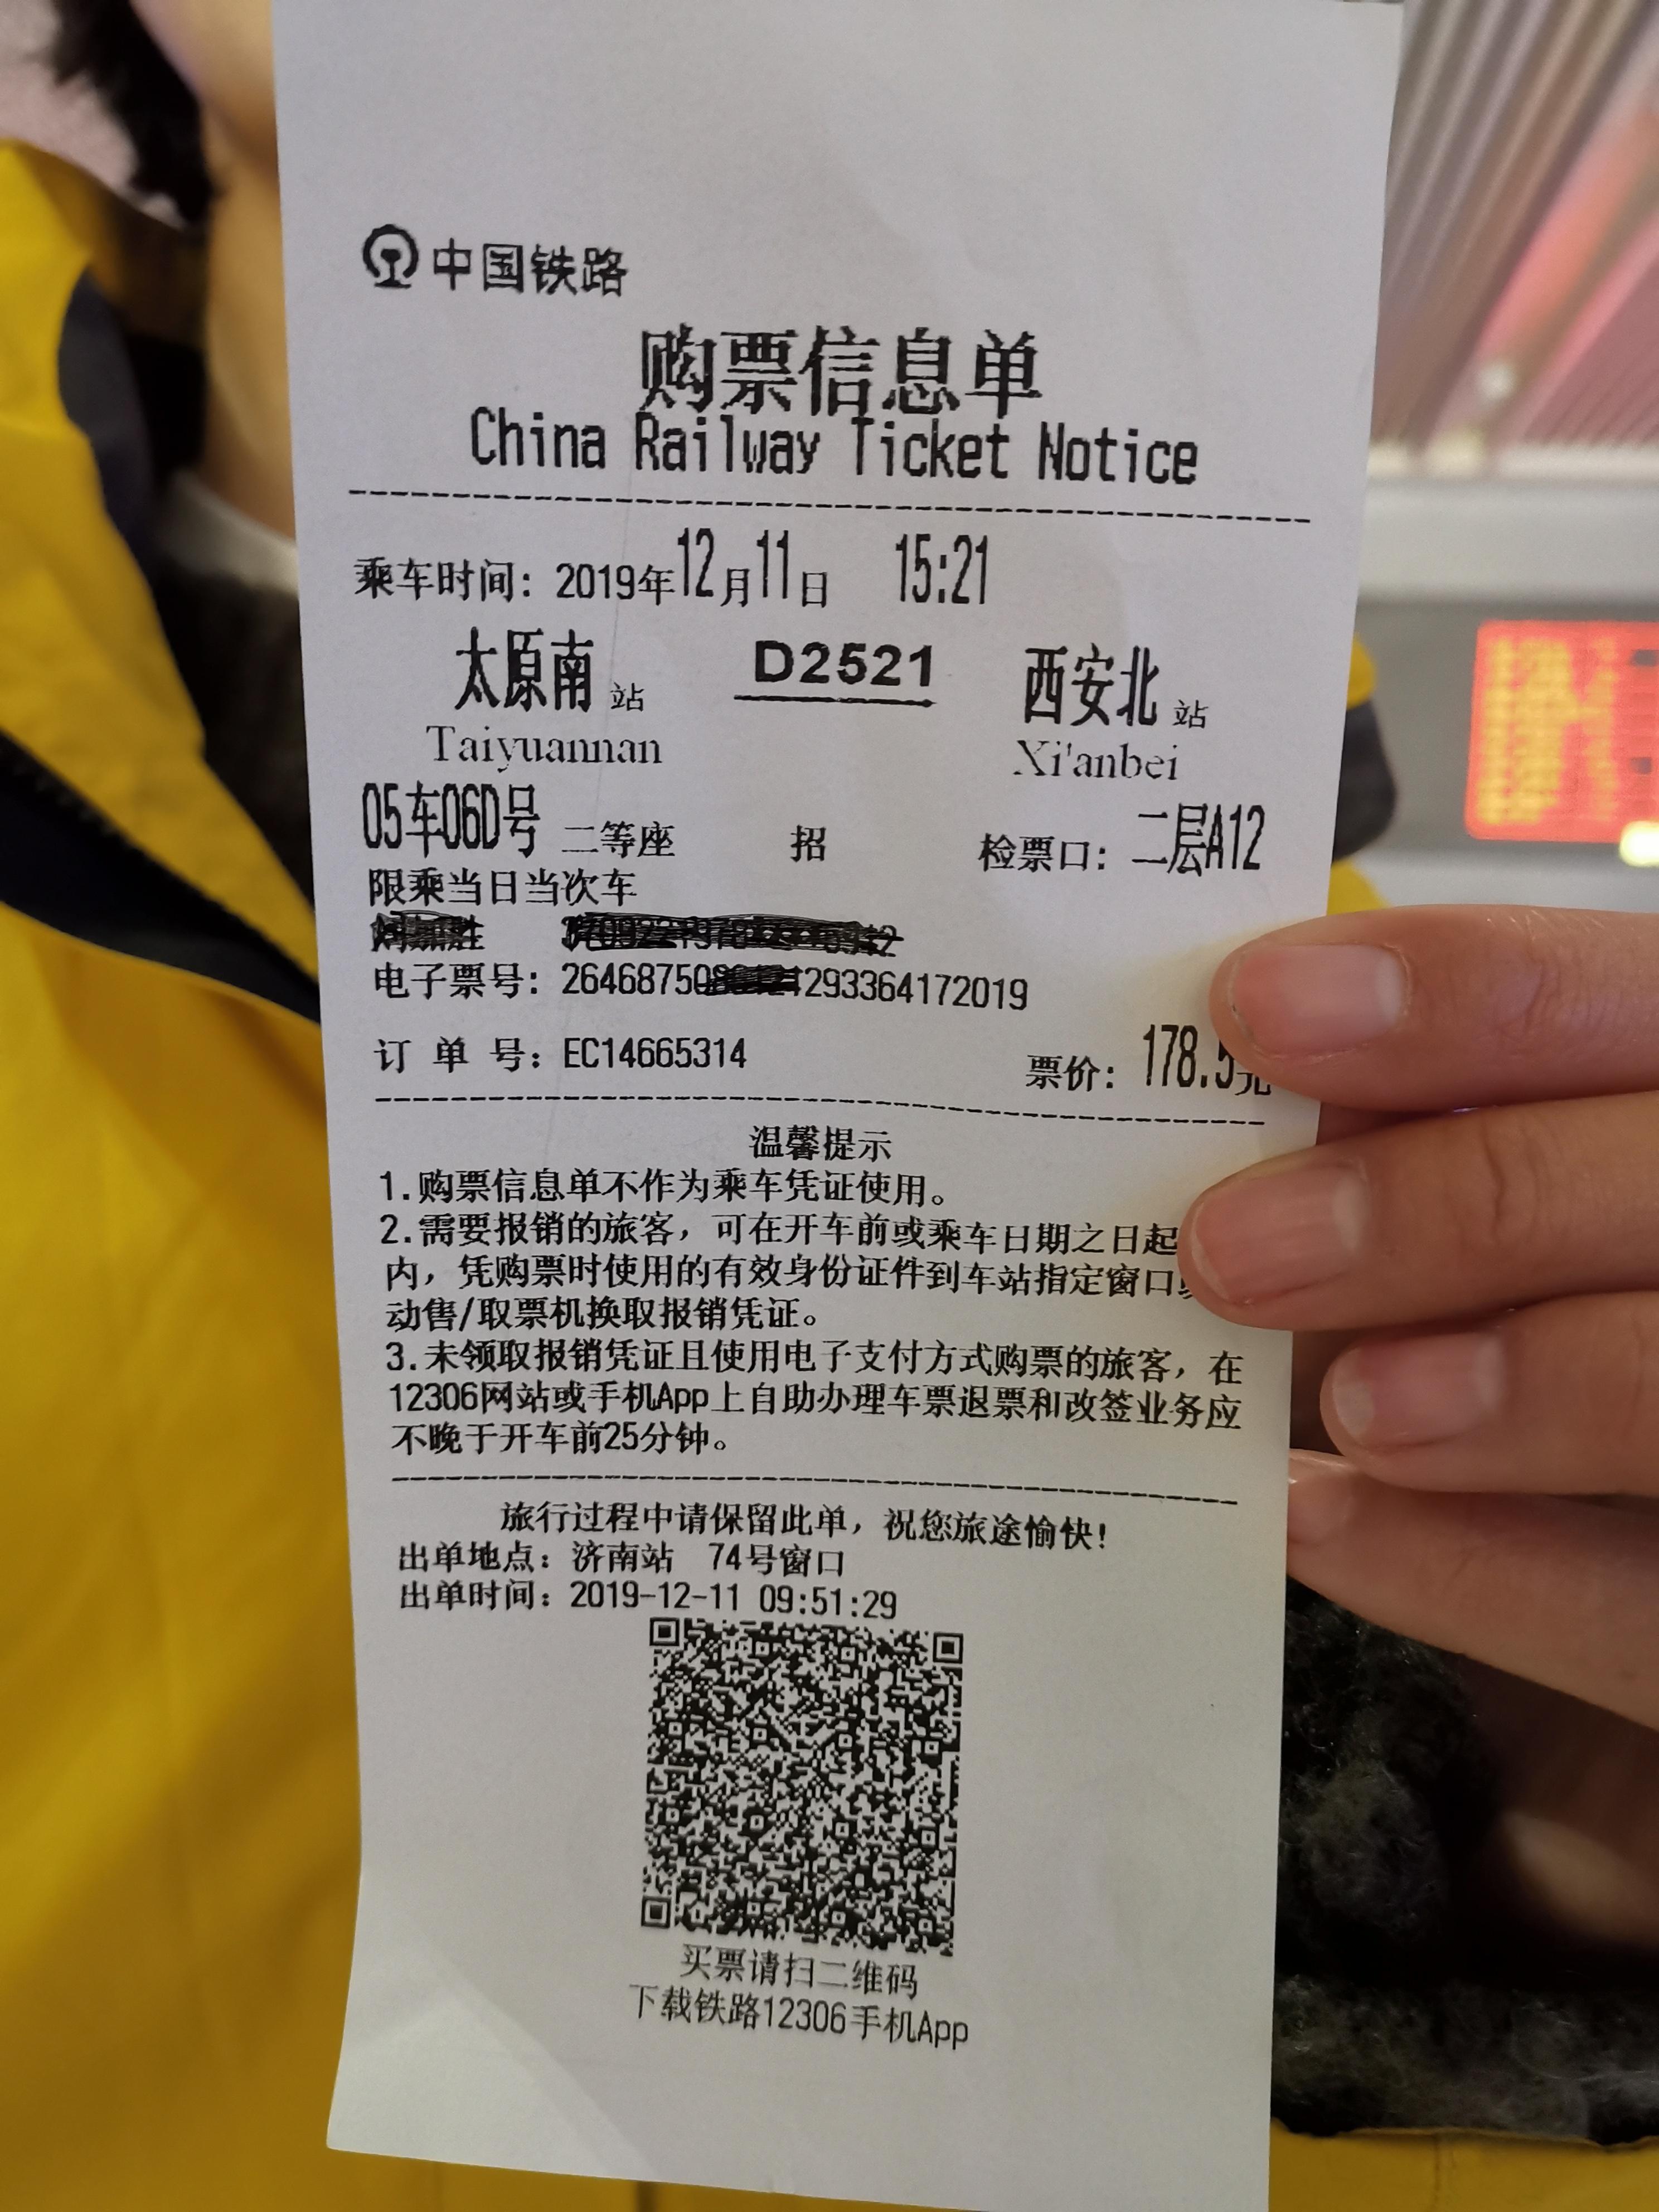 中国铁路
购票信息单
China Railway Ticket Notice
乘车时间：2019年12月11日 15:21
太原南站 D2521 西安北站
Taiyuannan Xi'anbei
05车06D号 二等座 招 检票口：二层A12
限乘当日当次车
电子票号：26468750 293364172019
订单号：EC14665314 票价：178.5元
温馨提示
1.购票信息单不作为乘车凭证使用。
2.需要报销的旅客，可在开车前或乘车日期之日起
内，凭购票时使用的有效身份证件到车站指定窗口
动售/取票机换取报销凭证。
3.未领取报销凭证且使用电子支付方式购票的旅客，在
12306网站或手机App上自助办理车票退票和改签业务应
不晚于开车前25分钟。
旅行过程中请保留此单，祝您旅途愉快！
出单地点：济南站 74号窗口
出单时间：2019-12-11 09:51:29
买票请扫二维码
下载铁路12306手机App